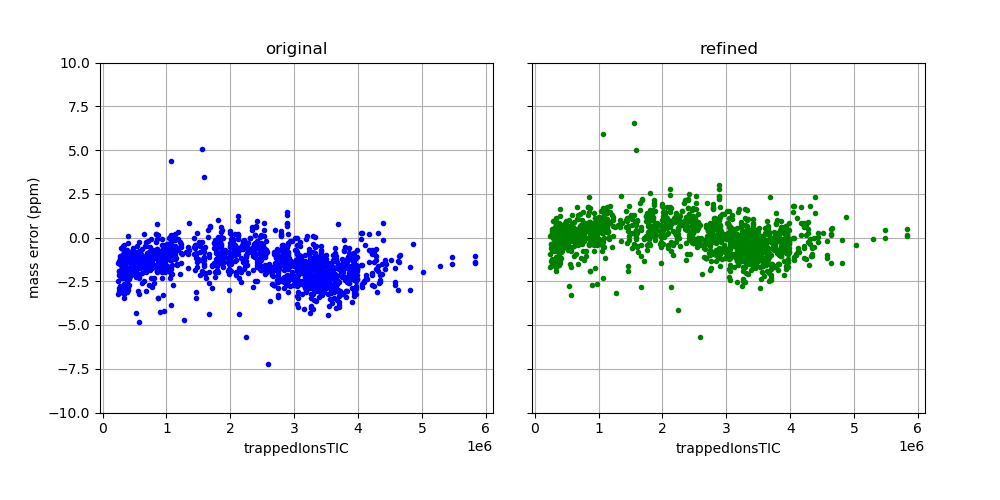 original
refined
mass error (ppm)
10.0
7.5
5.0
2.5
0.0
−2.5
−5.0
−7.5
−10.0
0 1 2 3 4 5 6
1e6
trappedIonsTIC
0 1 2 3 4 5 6
1e6
trappedIonsTIC